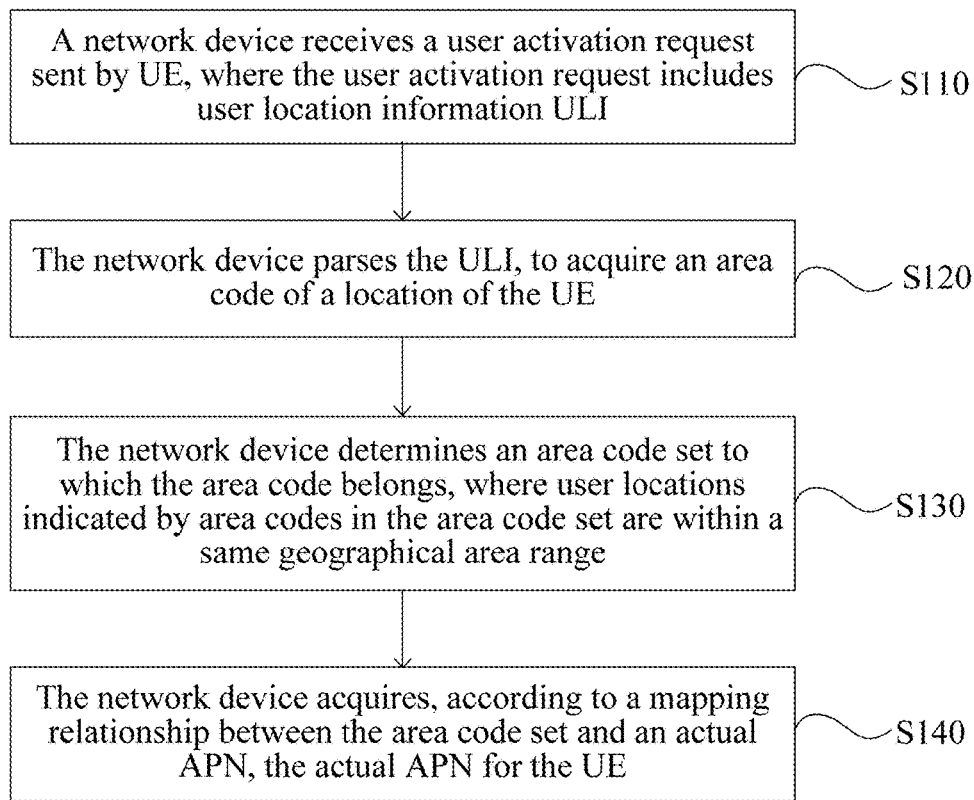 A network device receives a user activation request
sent by UE, where the user activation request includes
user location information ULI
S110
The network device parses the ULI, to acquire an area
code of a location of the UE
S120
The network device determines an area code set to
which the area code belongs, where user locations
indicated by area codes in the area code set are within a
same geographical area range
S130
The network device acquires, according to a mapping
relationship between the area code set and an actual
APN, the actual APN for the UE
S140